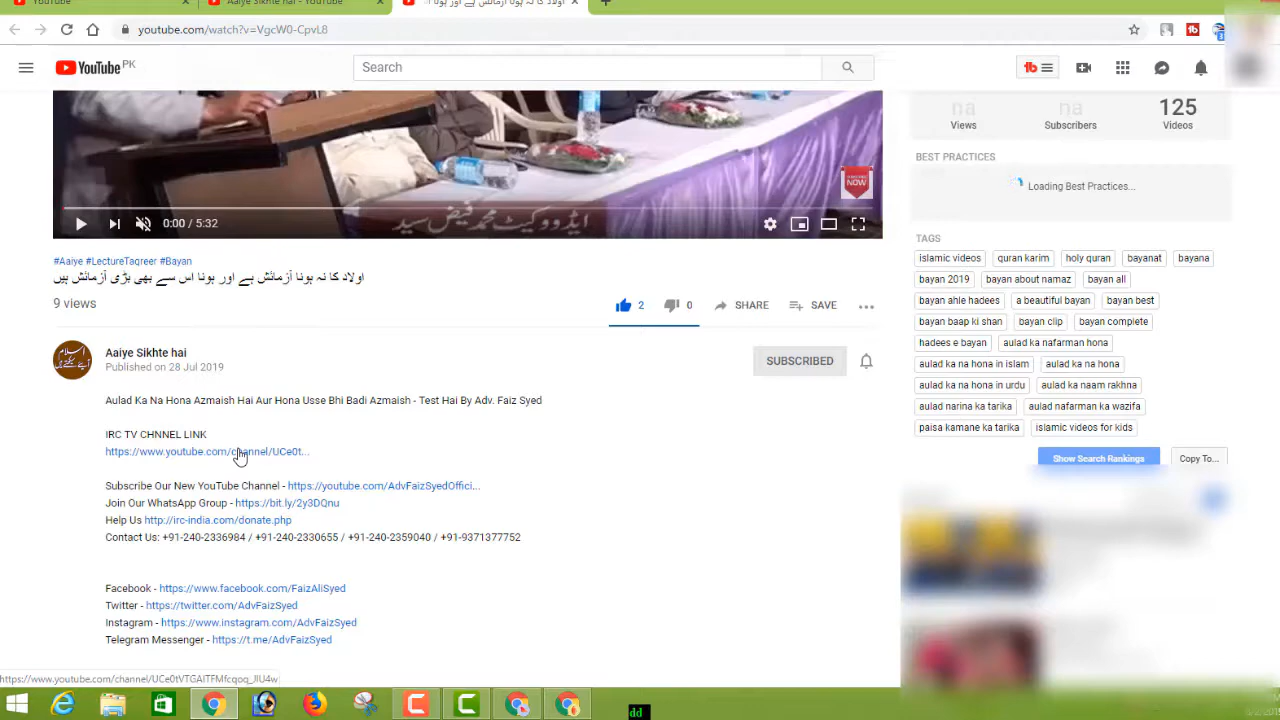 YouTube
Aaiye Sikhte hai - YouTube
youtube.com/watch?v=VgcW0-CpvL8
YouTube PK
Search
na
na
125
Views
Subscribers
Videos
BEST PRACTICES
Loading Best Practices...
SUBSCRIBE NOW
ایڈووکیٹ محمد فیض سید
0:00 / 5:32
#Aaiye #LectureTaqreer #Bayan
اولاد کا نہ ہونا آزمائش ہے اور ہونا اس سے بھی بڑی آزمائش ہیں
9 views
2
0
SHARE
SAVE
Aaiye Sikhte hai
Published on 28 Jul 2019
SUBSCRIBED
Aulad Ka Na Hona Azmaish Hai Aur Hona Usse Bhi Badi Azmaish - Test Hai By Adv. Faiz Syed
IRC TV CHNNEL LINK
https://www.youtube.com/channel/UCe0t...
Subscribe Our New YouTube Channel - https://youtube.com/AdvFaizSyedOffici...
Join Our WhatsApp Group - https://bit.ly/2y3DQnu
Help Us http://irc-india.com/donate.php
Contact Us: +91-240-2336984 / +91-240-2330655 / +91-240-2359040 / +91-9371377752
Facebook - https://www.facebook.com/FaizAliSyed
Twitter - https://twitter.com/AdvFaizSyed
Instagram - https://www.instagram.com/AdvFaizSyed
Telegram Messenger - https://t.me/AdvFaizSyed
TAGS
islamic videos quran karim holy quran bayanat bayana
bayan 2019 bayan about namaz bayan all
bayan ahle hadees a beautiful bayan bayan best
bayan baap ki shan bayan clip bayan complete
hadees e bayan aulad ka nafarman hona
aulad ka na hona in islam aulad ka na hona
aulad ka na hona in urdu aulad ka naam rakhna
aulad narina ka tarika aulad nafarman ka wazifa
paisa kamane ka tarika islamic videos for kids
Show Search Rankings
Copy To...
https://www.youtube.com/channel/UCe0tVTGAITFMfcqoq_JIU4w
dd